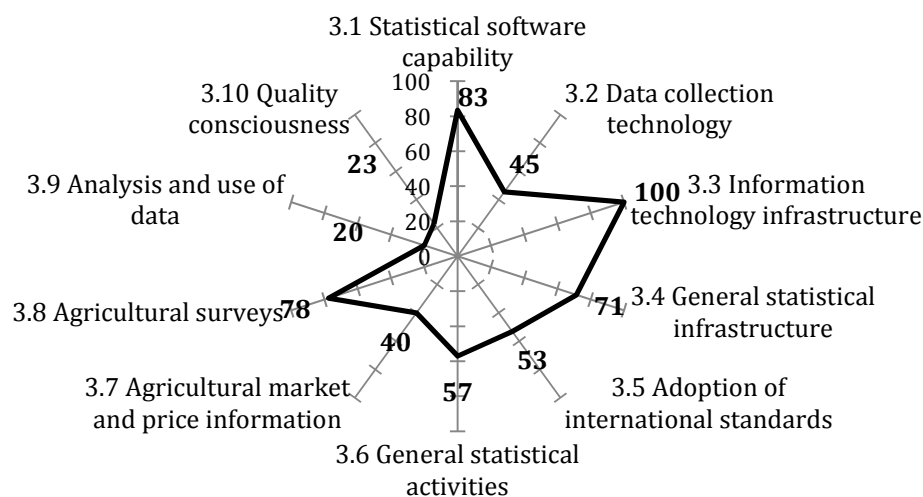 3.1 Statistical software
capability
100
83
80
60
40
20
0
3.2 Data collection
technology
45
100
3.3 Information
technology infrastructure
71
3.4 General statistical
infrastructure
53
3.5 Adoption of
international standards
57
3.6 General statistical
activities
40
3.7 Agricultural market
and price information
78
3.8 Agricultural surveys
20
3.9 Analysis and use of
data
23
3.10 Quality
consciousness